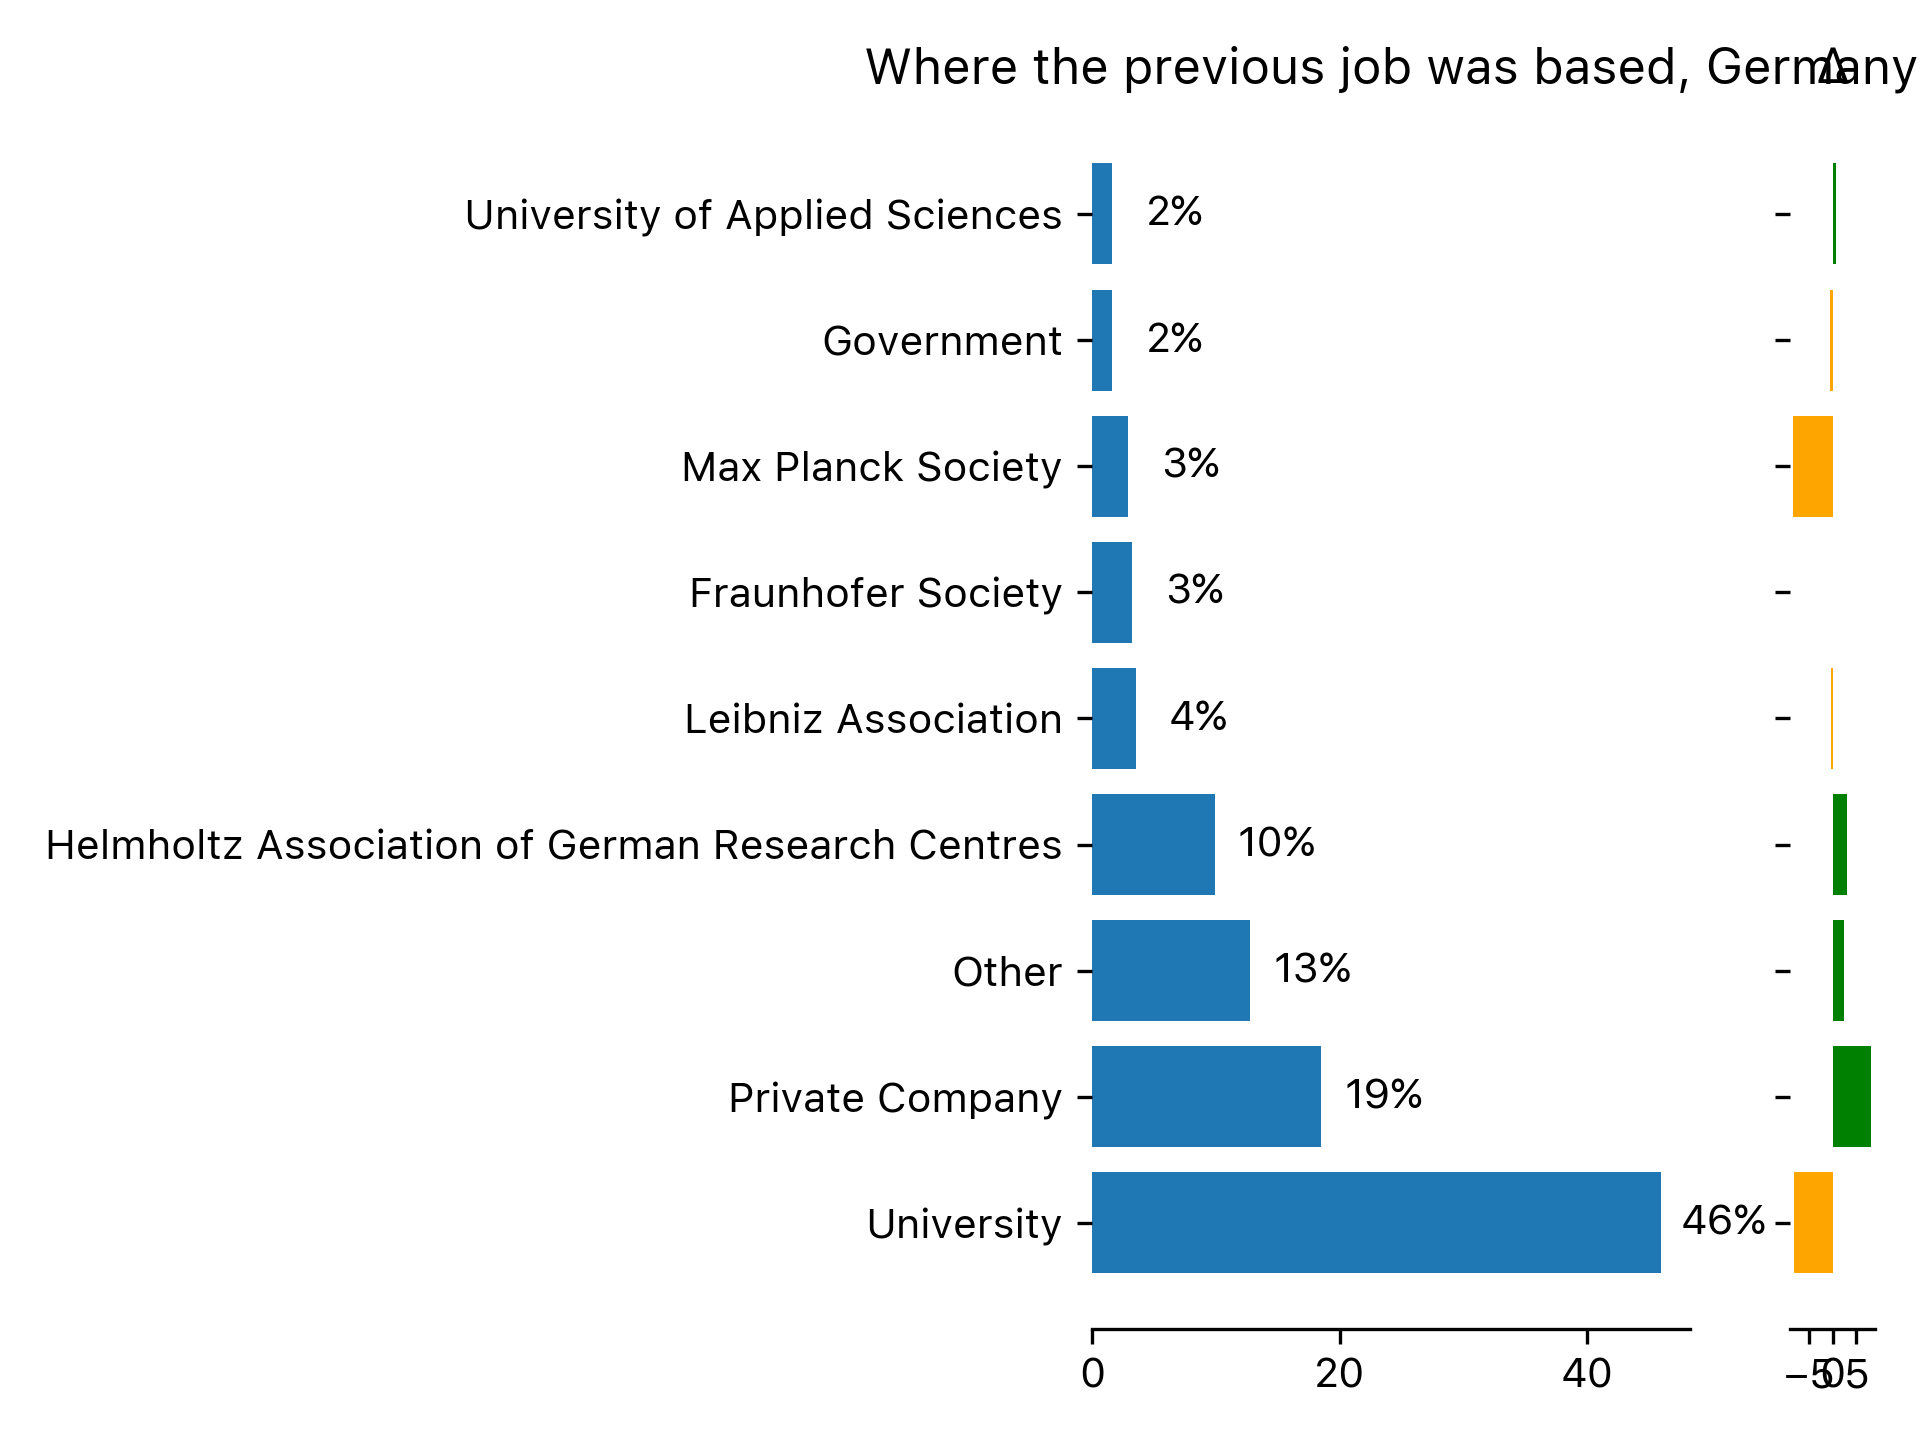 Where the previous job was based, Germany
Δ
University of Applied Sciences 2%
Government 2%
Max Planck Society 3%
Fraunhofer Society 3%
Leibniz Association 4%
Helmholtz Association of German Research Centres 10%
Other 13%
Private Company 19%
University 46%
0 20 40 −5 0 5